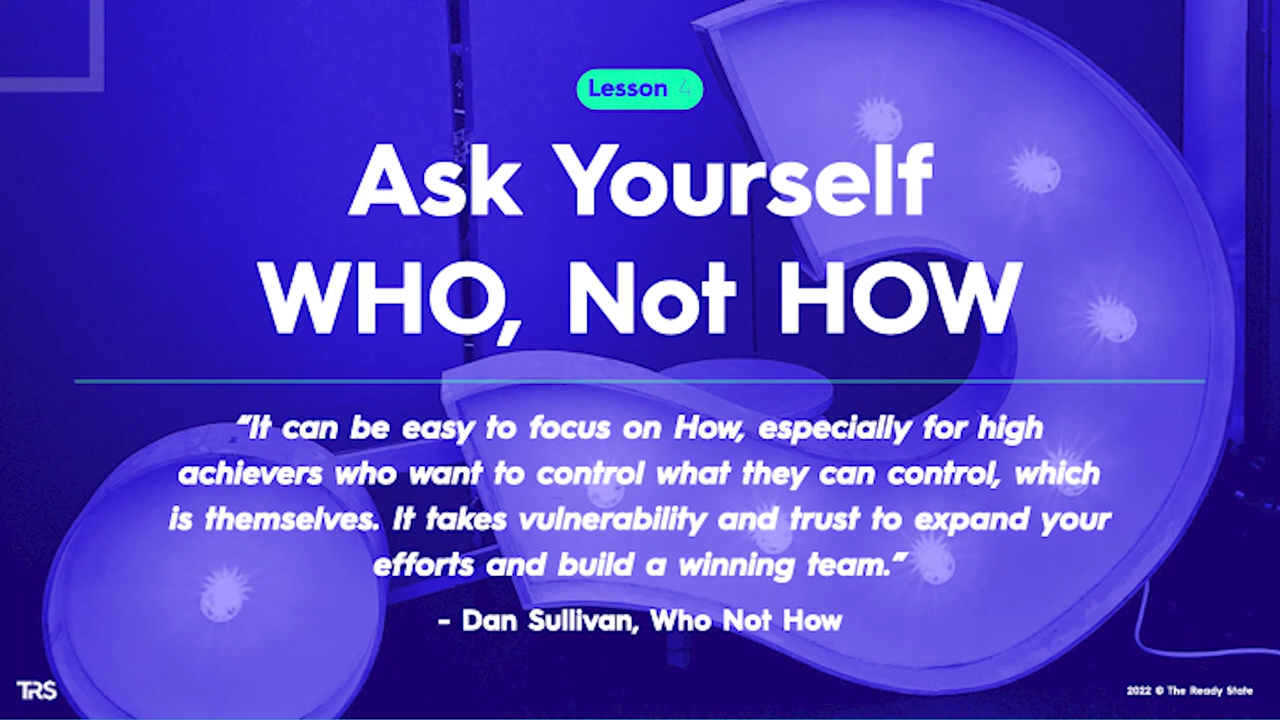 Lesson 4
Ask Yourself
WHO, Not HOW
“It can be easy to focus on How, especially for high
achievers who want to control what they can control, which
is themselves. It takes vulnerability and trust to expand your
efforts and build a winning team.”
- Dan Sullivan, Who Not How
TRS
2022 © The Ready State